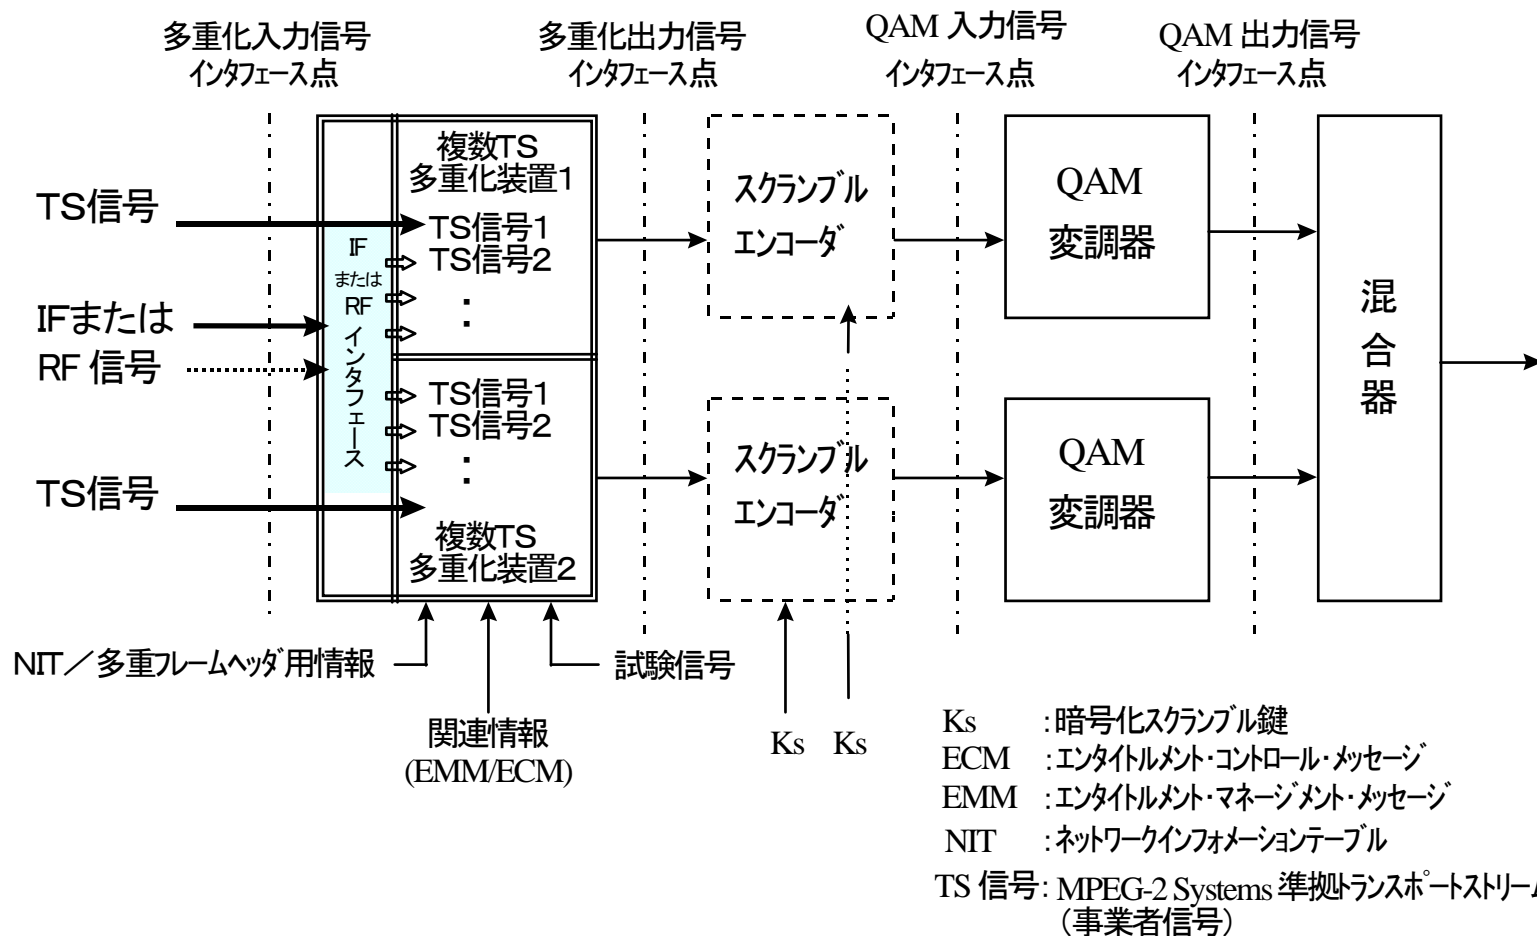 多重化入力信号
インタフェース点
多重化出力信号
インタフェース点
QAM 入力信号
インタフェース点
QAM 出力信号
インタフェース点
TS信号
IFまたは
RF 信号
TS信号
IF
または
RF
インタフェース
複数TS
多重化装置1
TS信号1
TS信号2
:
TS信号1
TS信号2
:
複数TS
多重化装置2
スクランブル
エンコーダ
スクランブル
エンコーダ
QAM
変調器
QAM
変調器
混合器
NIT／多重フレームヘッダ用情報
試験信号
関連情報
(EMM/ECM)
Ks Ks
Ks :暗号化スクランブル鍵
ECM :エンタイトルメント・コントロール・メッセージ
EMM :エンタイトルメント・マネージメント・メッセージ
NIT :ネットワークインフォメーションテーブル
TS 信号: MPEG-2 Systems 準拠トランスポートストリーム
（事業者信号）